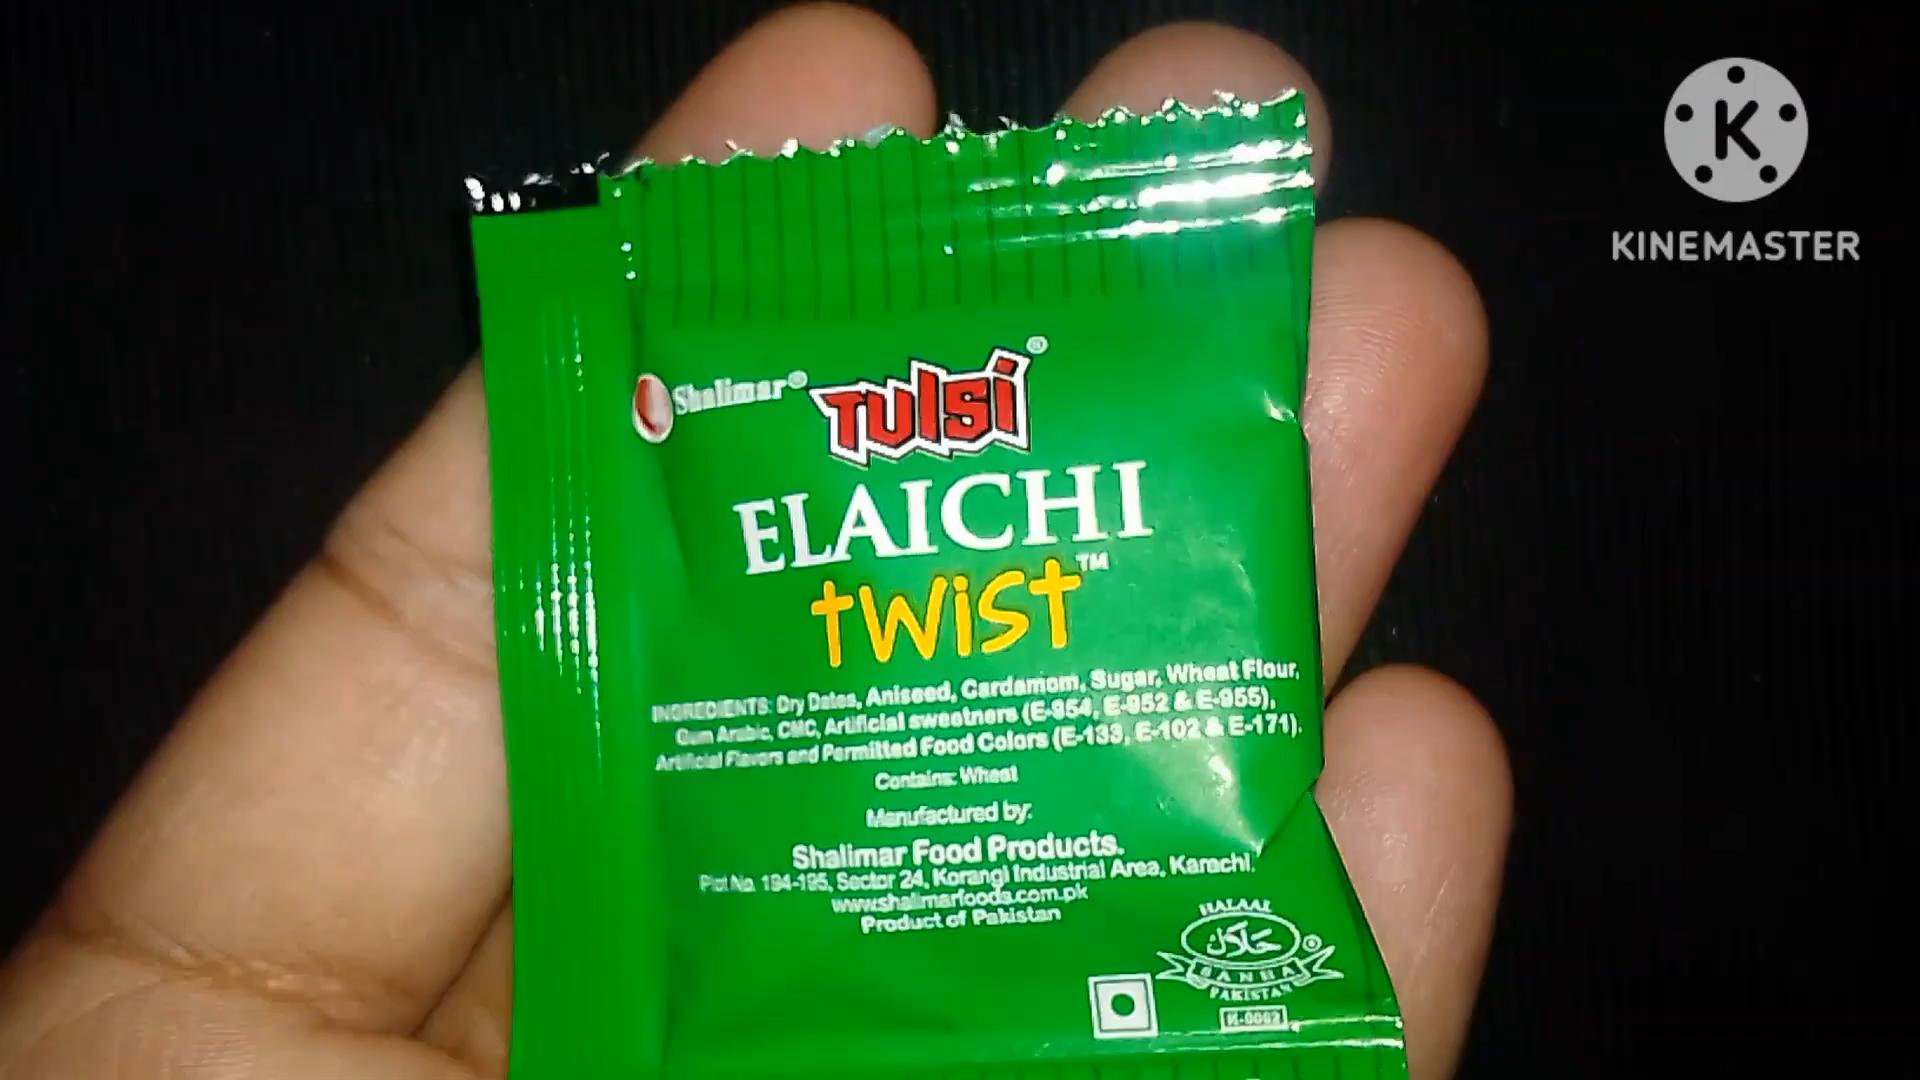 K
KINEMASTER
Shalimar® TULSI®
ELAICHI
twist™
INGREDIENTS: Dry Dates, Aniseed, Cardamom, Sugar, Wheat Flour,
Gum Arabic, CMC, Artificial sweetners (E-954, E-952 & E-955),
Artificial Flavors and Permitted Food Colors (E-133, E-102 & E-171).
Contains: Wheat
Manufactured by:
Shalimar Food Products.
Plot No. 194-195, Sector 24, Korangi Industrial Area, Karachi.
www.shalimarfoods.com.pk
Product of Pakistan
HALAAL
حلال ®
SANHA
PAKISTAN